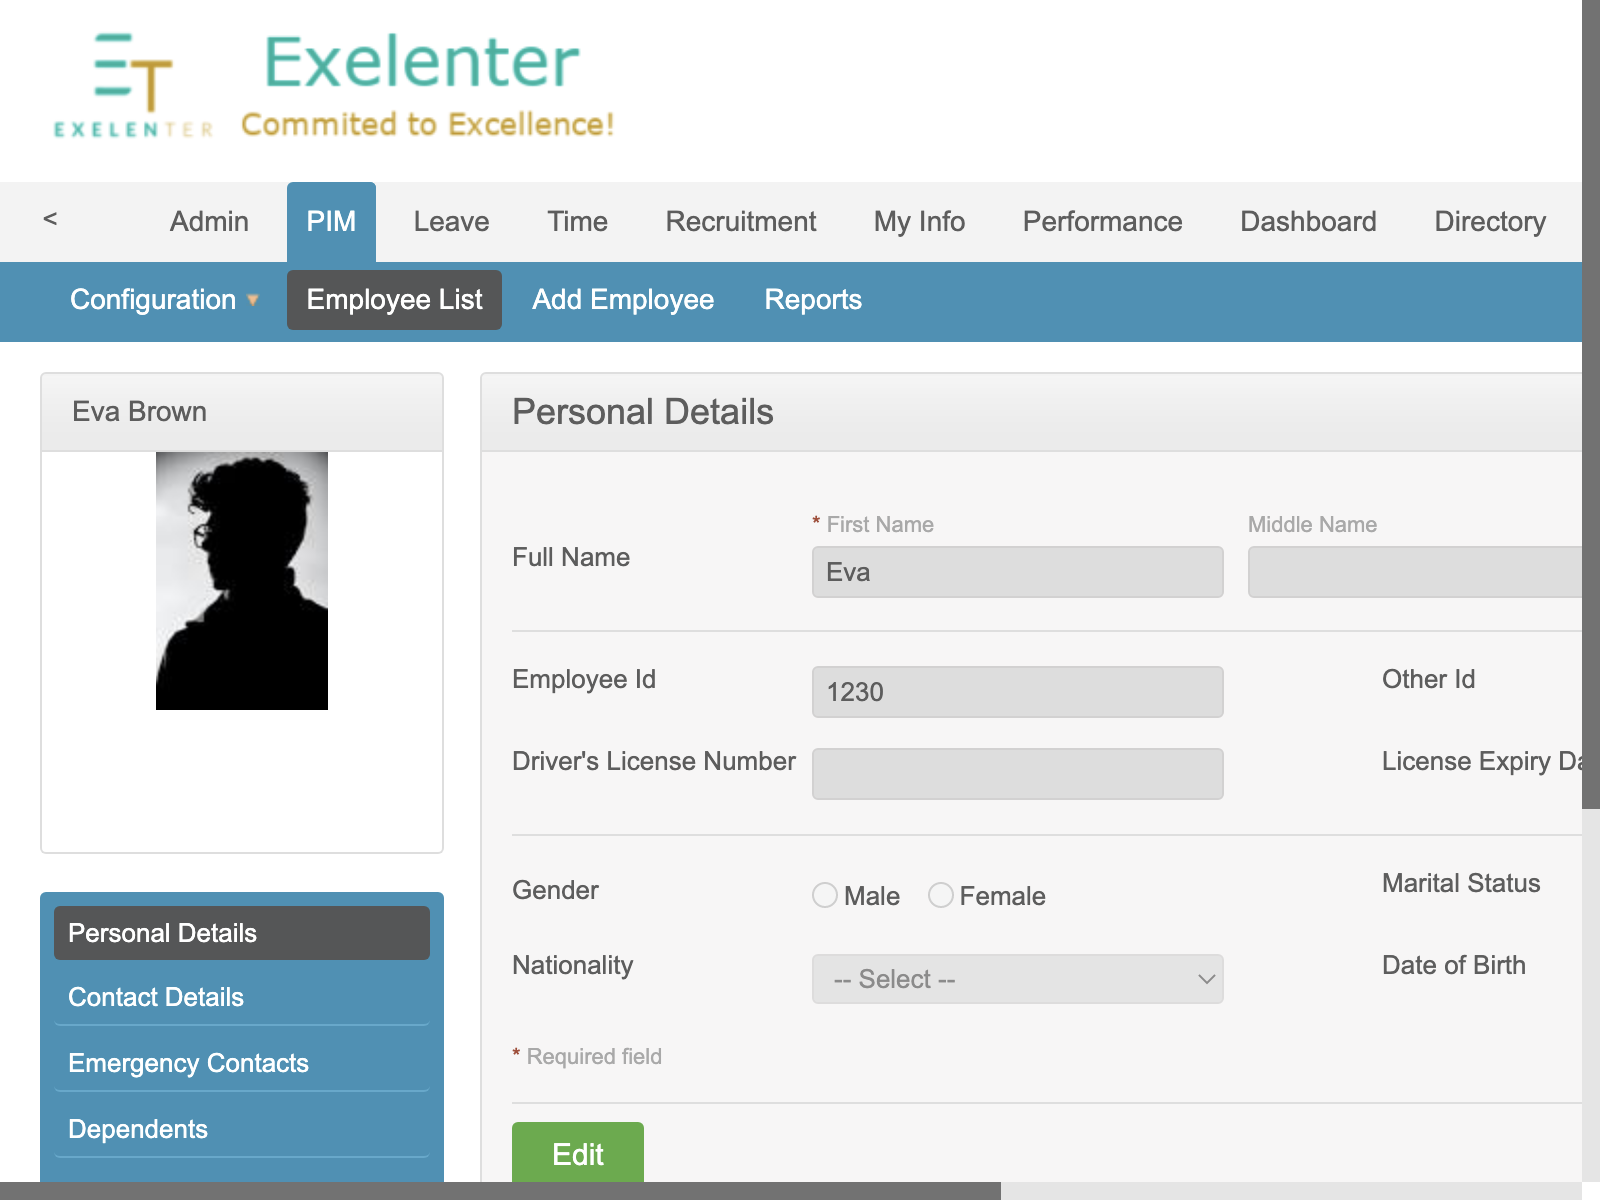 ET
EXELENTER
Exelenter
Commited to Excellence!
< Admin PIM Leave Time Recruitment My Info Performance Dashboard Directory
Configuration Employee List Add Employee Reports
Eva Brown
Personal Details
* First Name Middle Name
Full Name Eva
Employee Id 1230 Other Id
Driver's License Number License Expiry Da
Gender Male Female Marital Status
Nationality -- Select -- Date of Birth
* Required field
Edit
Personal Details
Contact Details
Emergency Contacts
Dependents